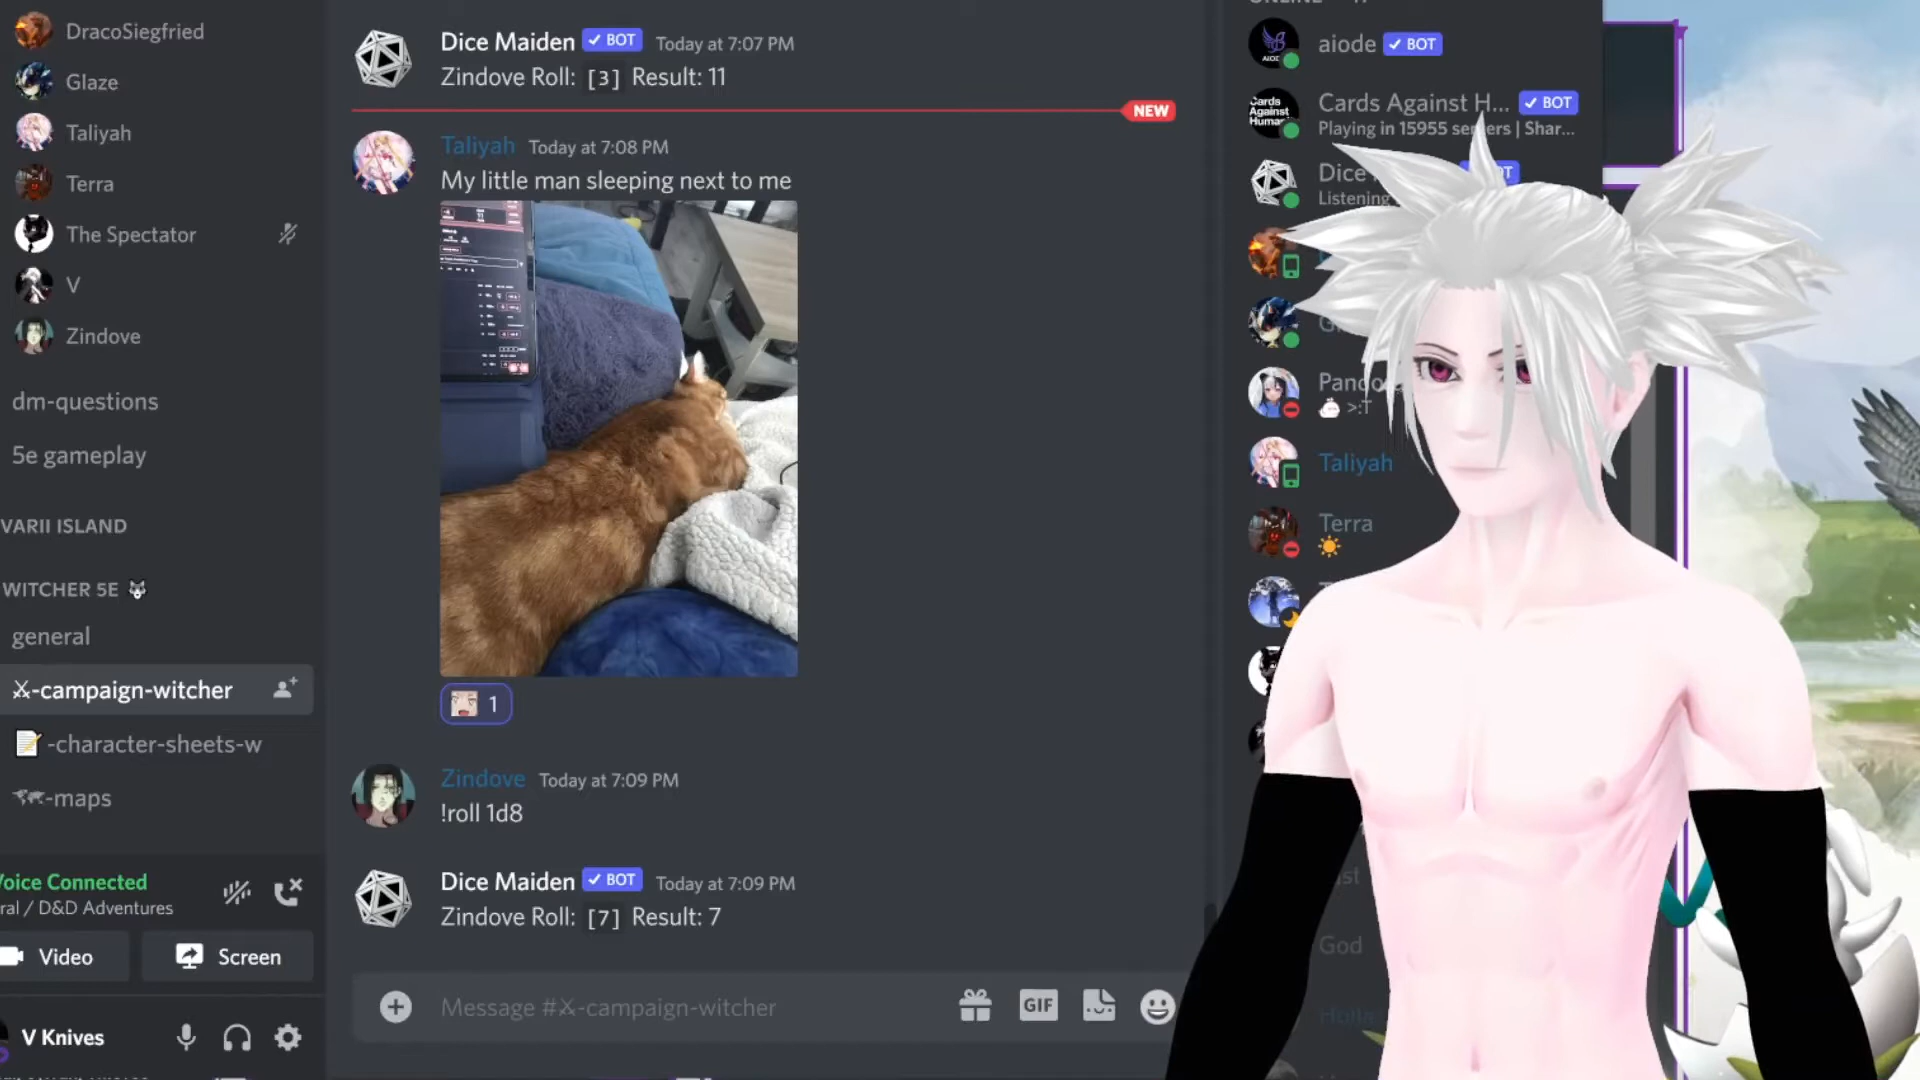 DracoSiegfried
Glaze
Taliyah
Terra
The Spectator
V
Zindove
dm-questions
5e gameplay
VARII ISLAND
WITCHER 5E
general
-campaign-witcher
-character-sheets-w
-maps
Voice Connected
ral / D&D Adventures
Video
Screen
V Knives
Dice Maiden BOT Today at 7:07 PM
Zindove Roll: [3] Result: 11
NEW
Taliyah Today at 7:08 PM
My little man sleeping next to me
1
Zindove Today at 7:09 PM
!roll 1d8
Dice Maiden BOT Today at 7:09 PM
Zindove Roll: [7] Result: 7
Message #⚔-campaign-witcher
GIF
aiode BOT
Cards Against H... BOT
Playing in 15955 servers | Shar...
Dice
Listening
Pando
>:T
Taliyah
Terra
God